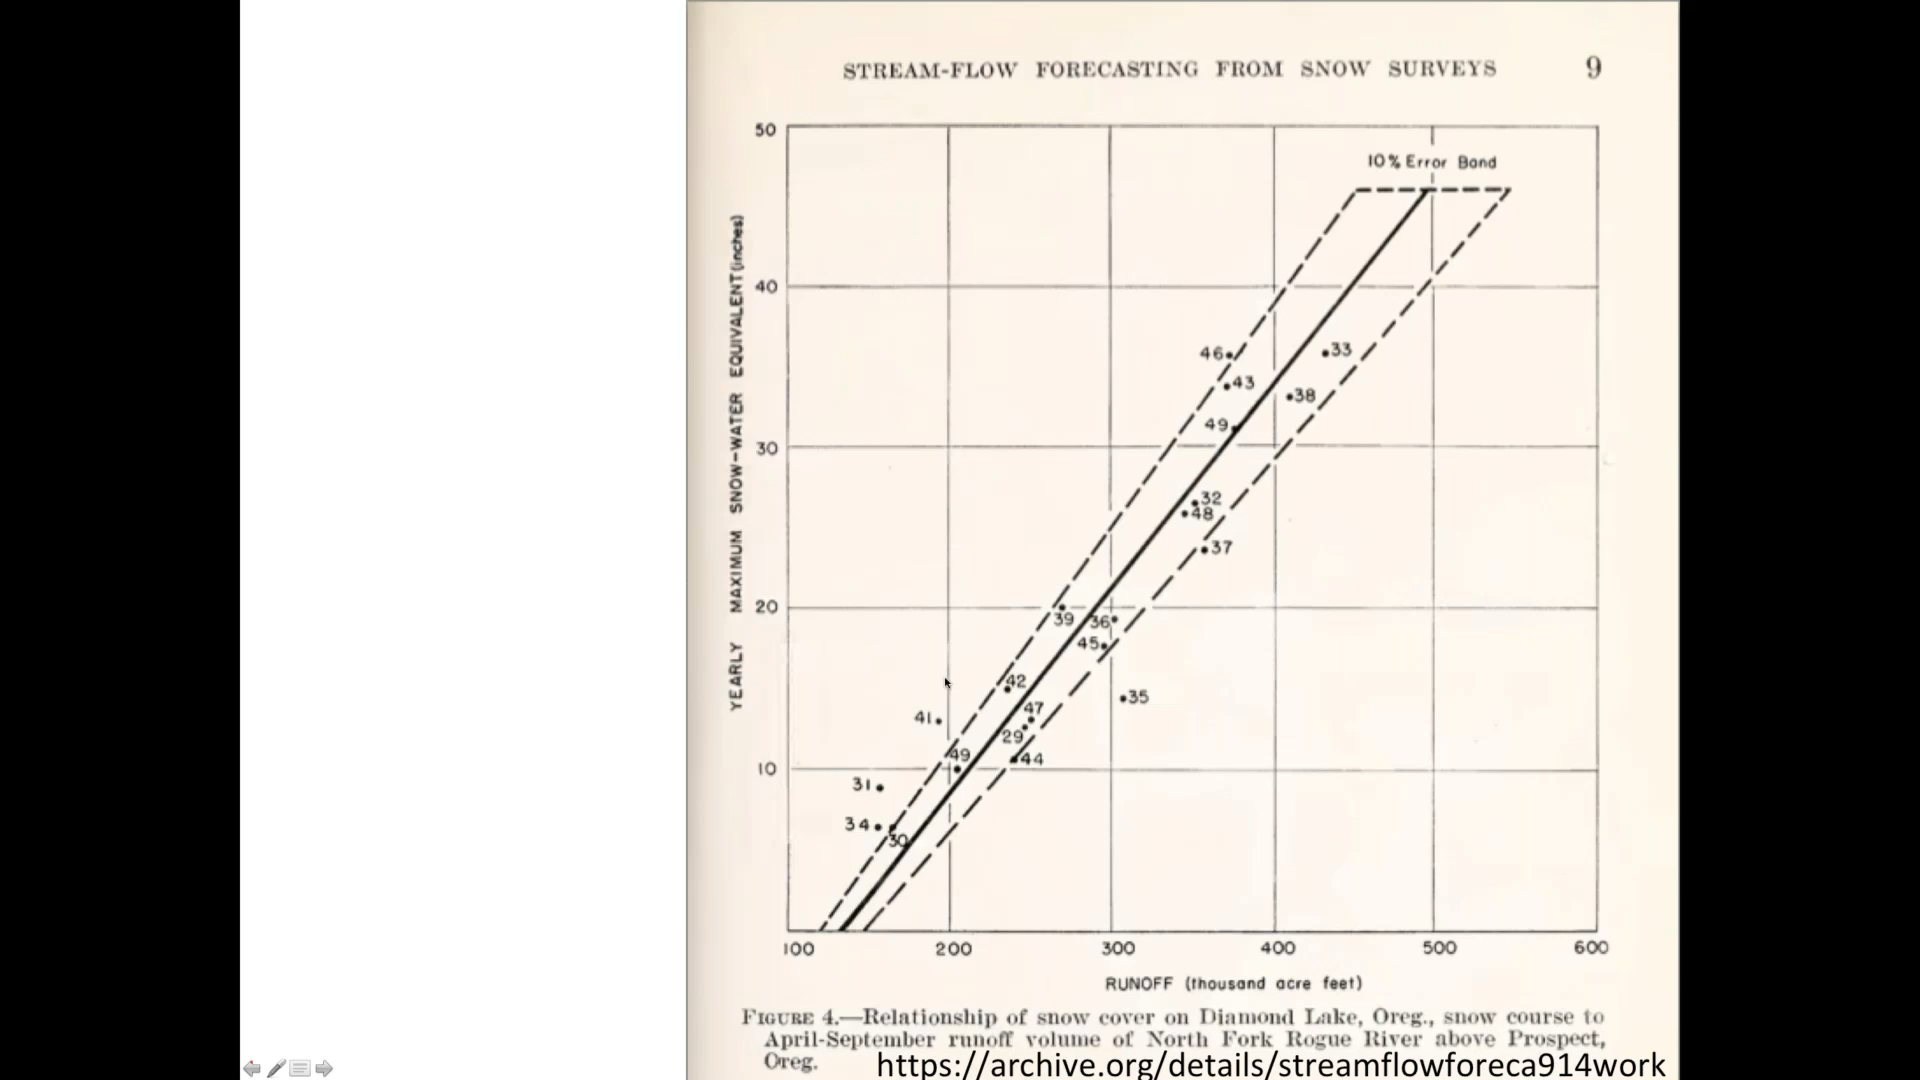 STREAM-FLOW FORECASTING FROM SNOW SURVEYS 9
50
10% Error Band
40
46
33
43
38
49
30
32
48
37
20
39
36
45
42
35
47
41
29
49
44
10
31
34
30
100 200 300 400 500 600
YEARLY MAXIMUM SNOW-WATER EQUIVALENT (inches)
RUNOFF (thousand acre feet)
FIGURE 4.—Relationship of snow cover on Diamond Lake, Oreg., snow course to
April-September runoff volume of North Fork Rogue River above Prospect,
Oreg.
https://archive.org/details/streamflowforeca914work